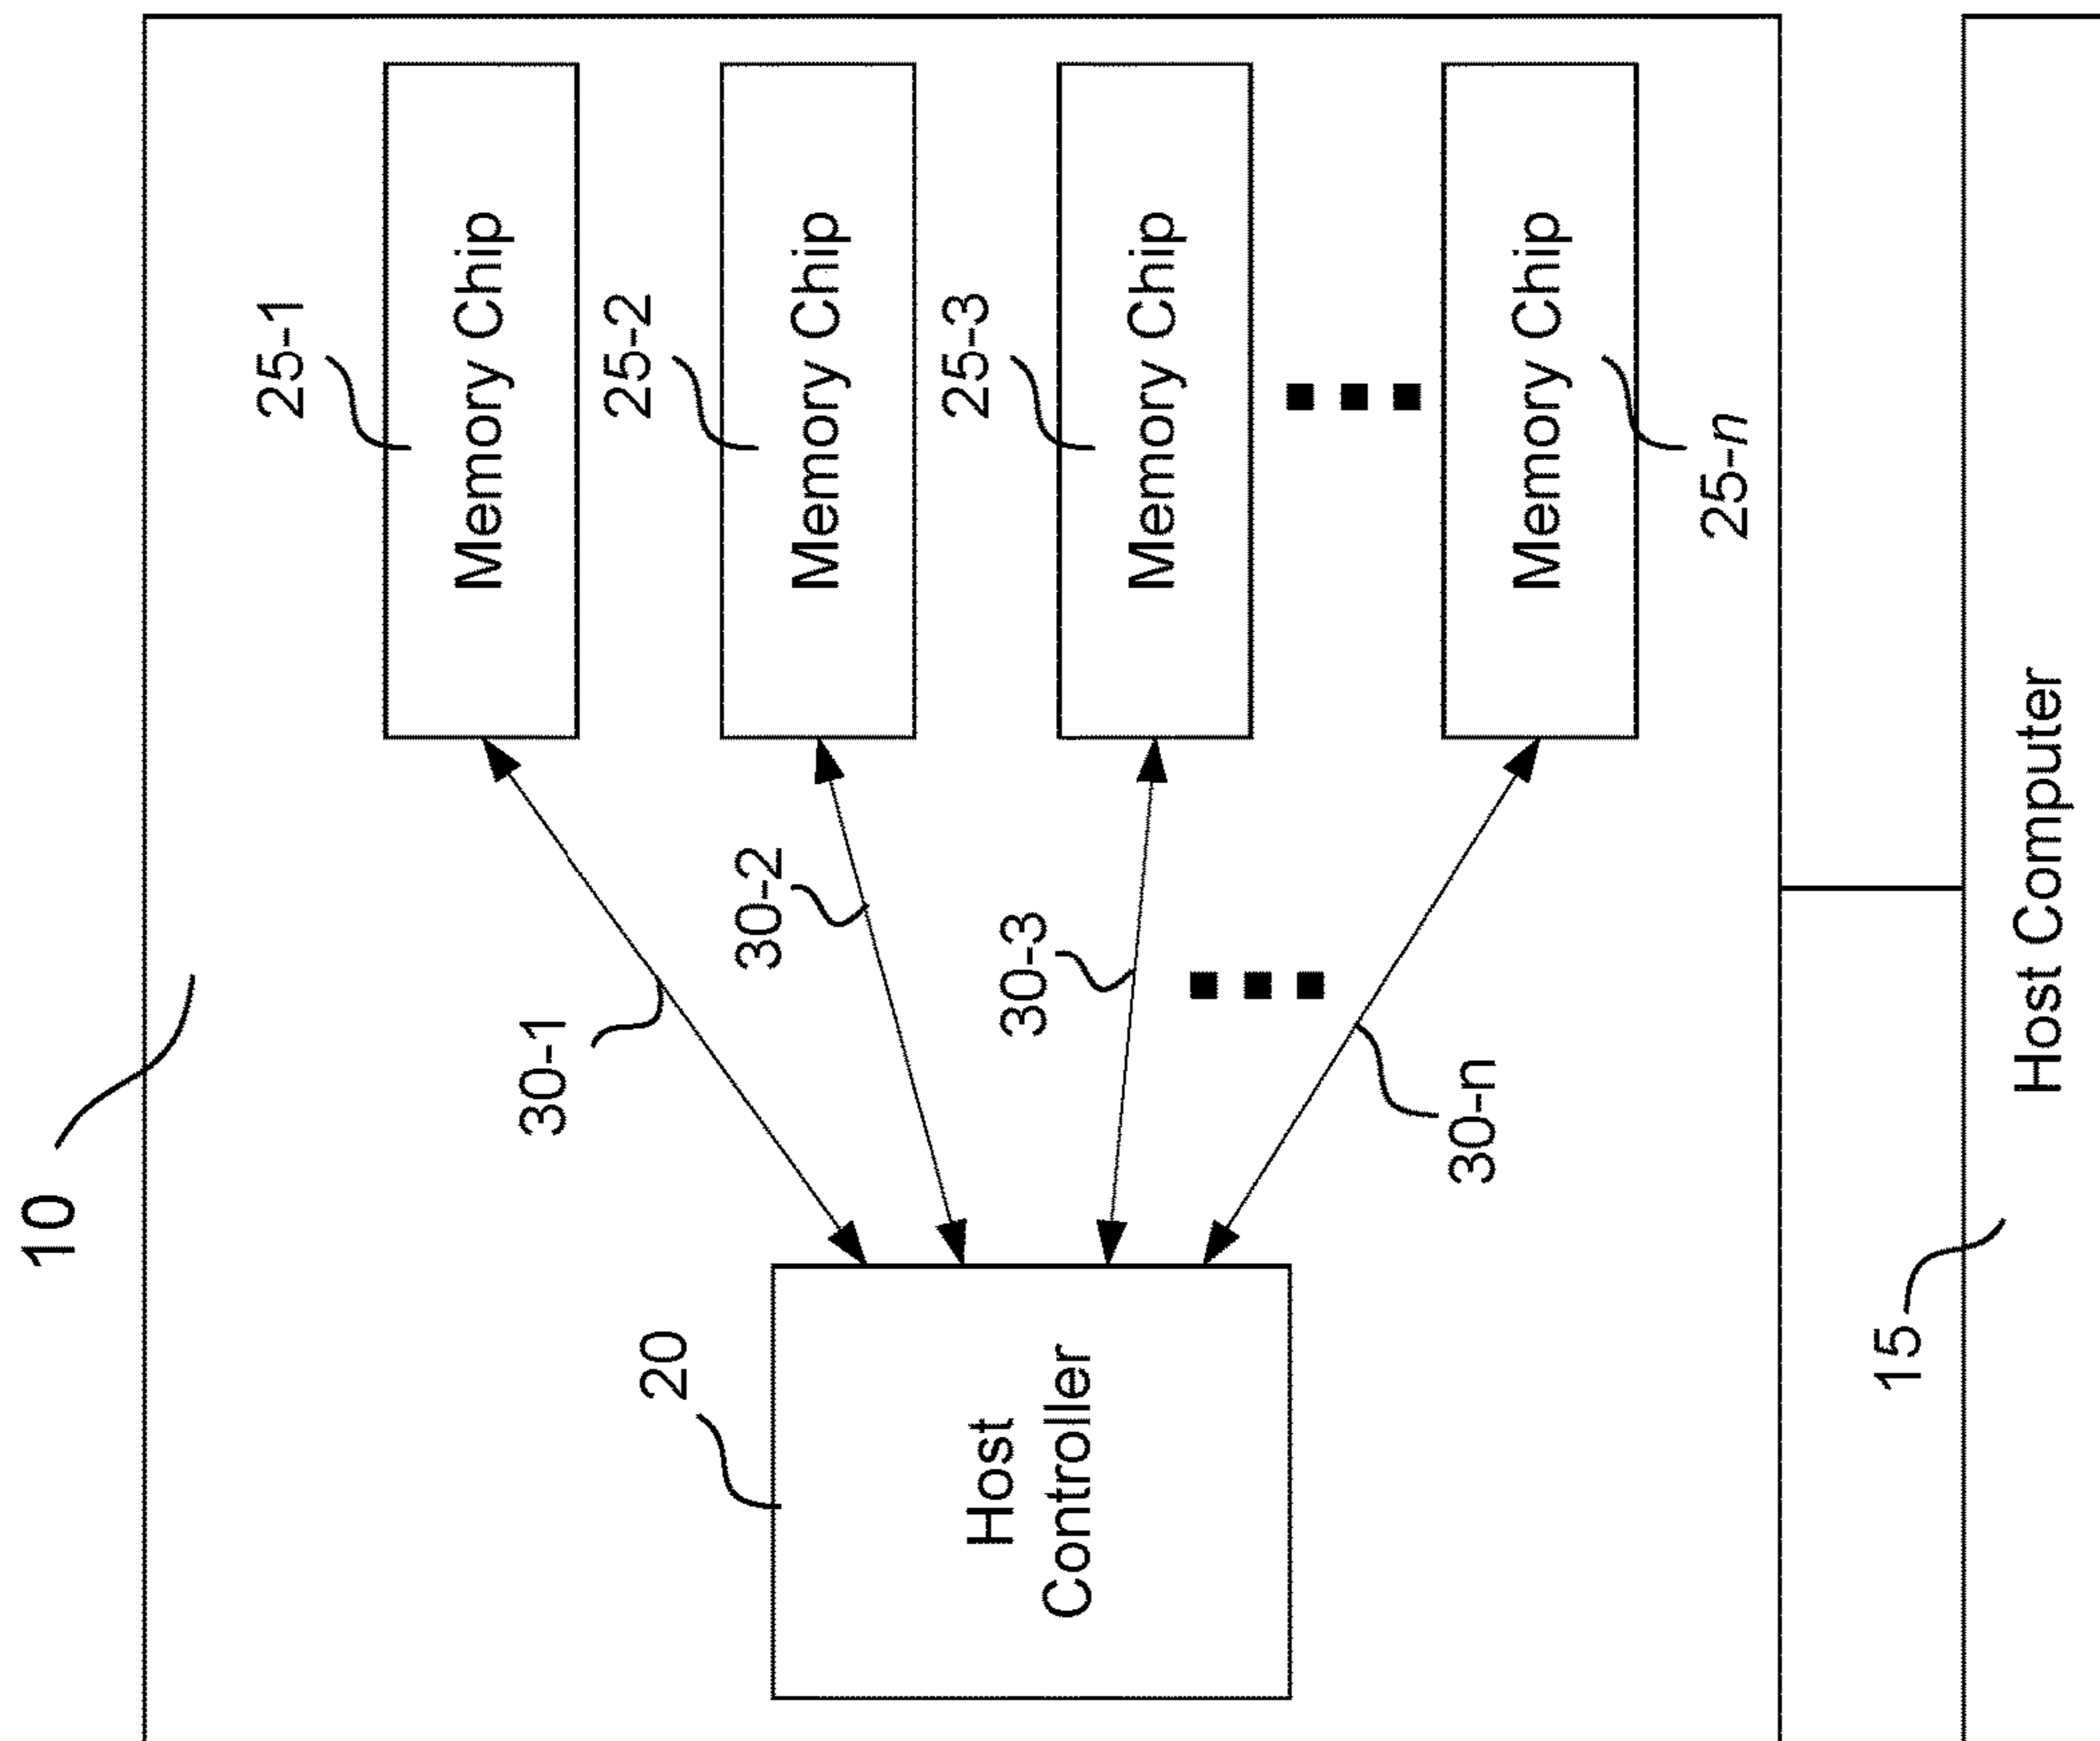 10
25-1
Memory Chip
25-2
Memory Chip
25-3
Memory Chip
25-n
Memory Chip
30-1
30-2
30-3
30-n
20
Host
Controller
15
Host Computer